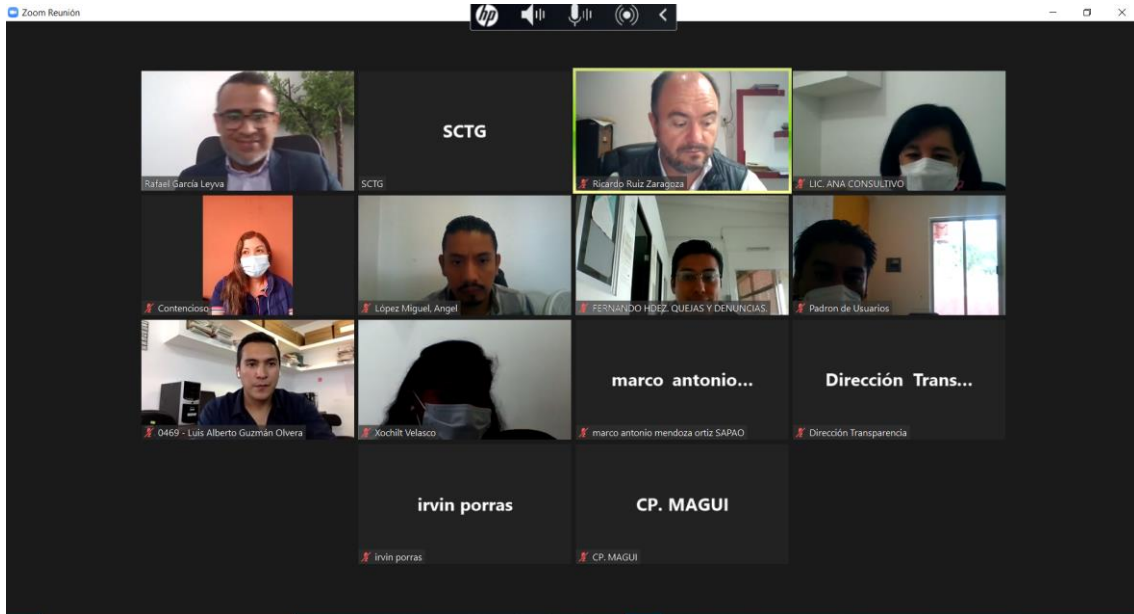 Zoom Reunión
hp
SCTG
Rafael García Leyva
SCTG
Ricardo Ruiz Zaragoza
LIC. ANA CONSULTIVO
Contencioso
López Miguel, Angel
FERNANDO HDEZ. QUEJAS Y DENUNCIAS.
Padron de Usuarios
marco antonio...
Dirección Trans...
0469 - Luis Alberto Guzmán Olvera
Xochilt Velasco
marco antonio mendoza ortiz SAPAO
Dirección Transparencia
irvin porras
CP. MAGUI
irvin porras
CP. MAGUI